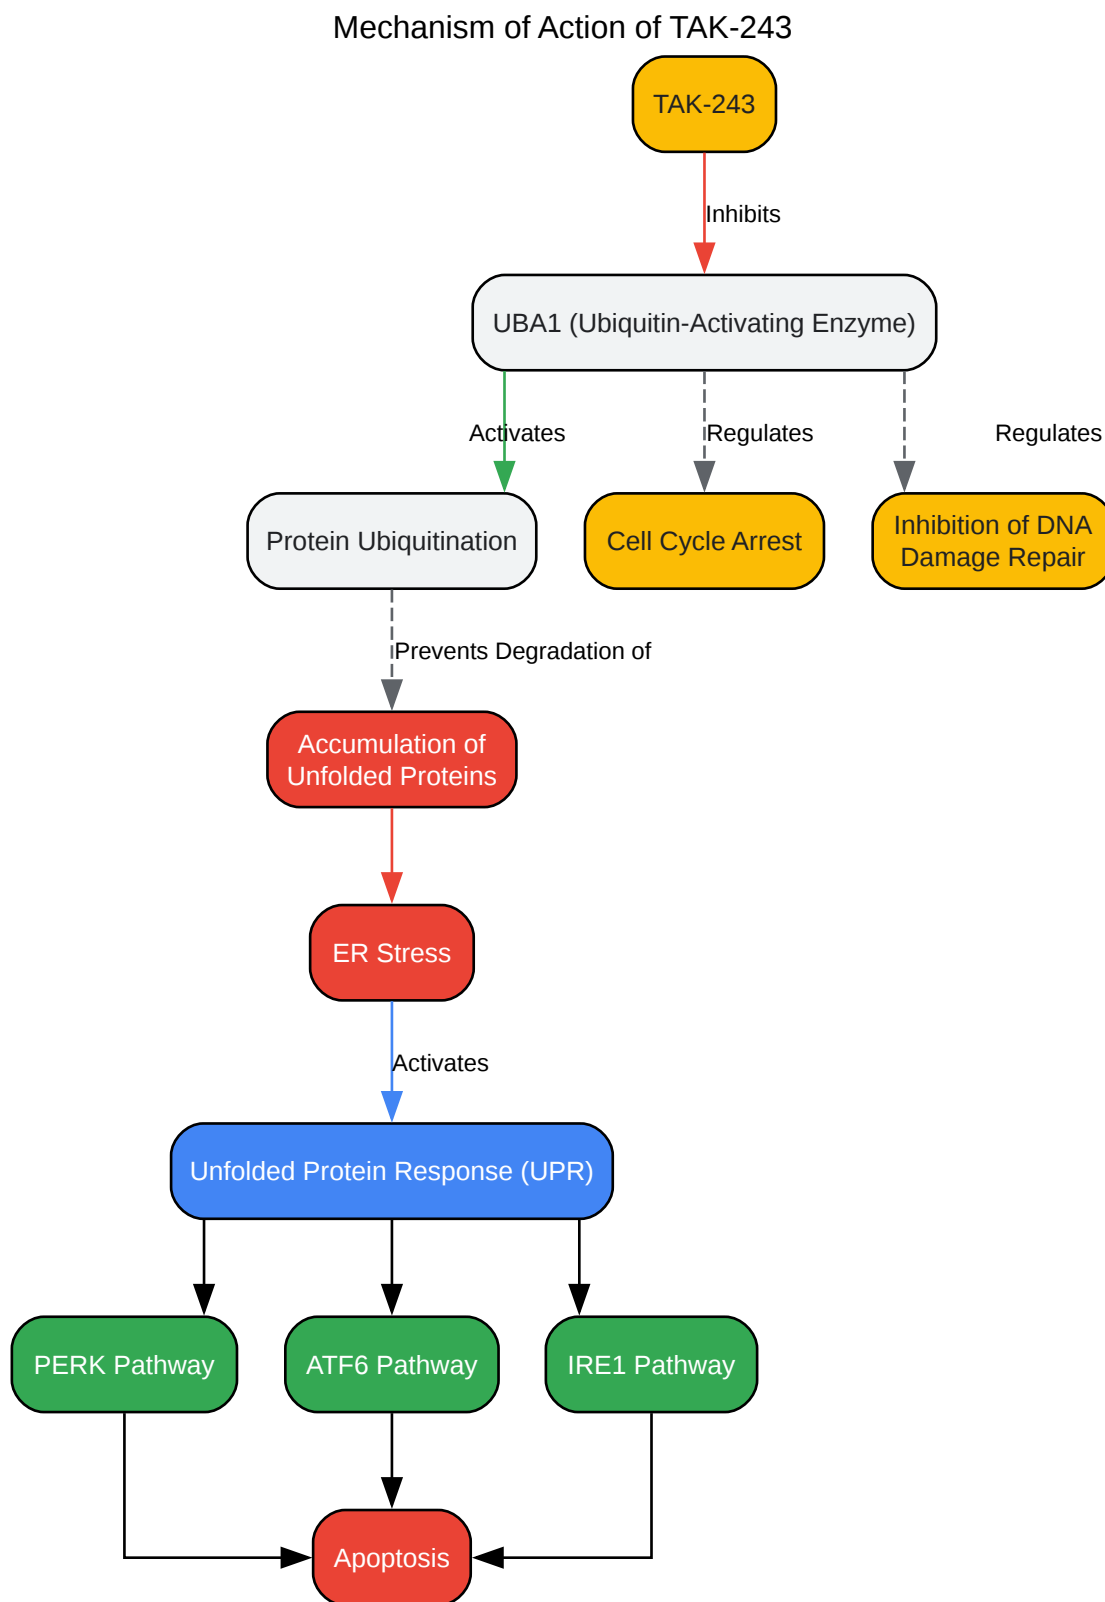 Mechanism of Action of TAK-243
TAK-243
Inhibits
UBA1 (Ubiquitin-Activating Enzyme)
Activates
Regulates
Regulates
Protein Ubiquitination
Cell Cycle Arrest
Inhibition of DNA
Damage Repair
Prevents Degradation of
Accumulation of
Unfolded Proteins
ER Stress
Activates
Unfolded Protein Response (UPR)
PERK Pathway
ATF6 Pathway
IRE1 Pathway
Apoptosis